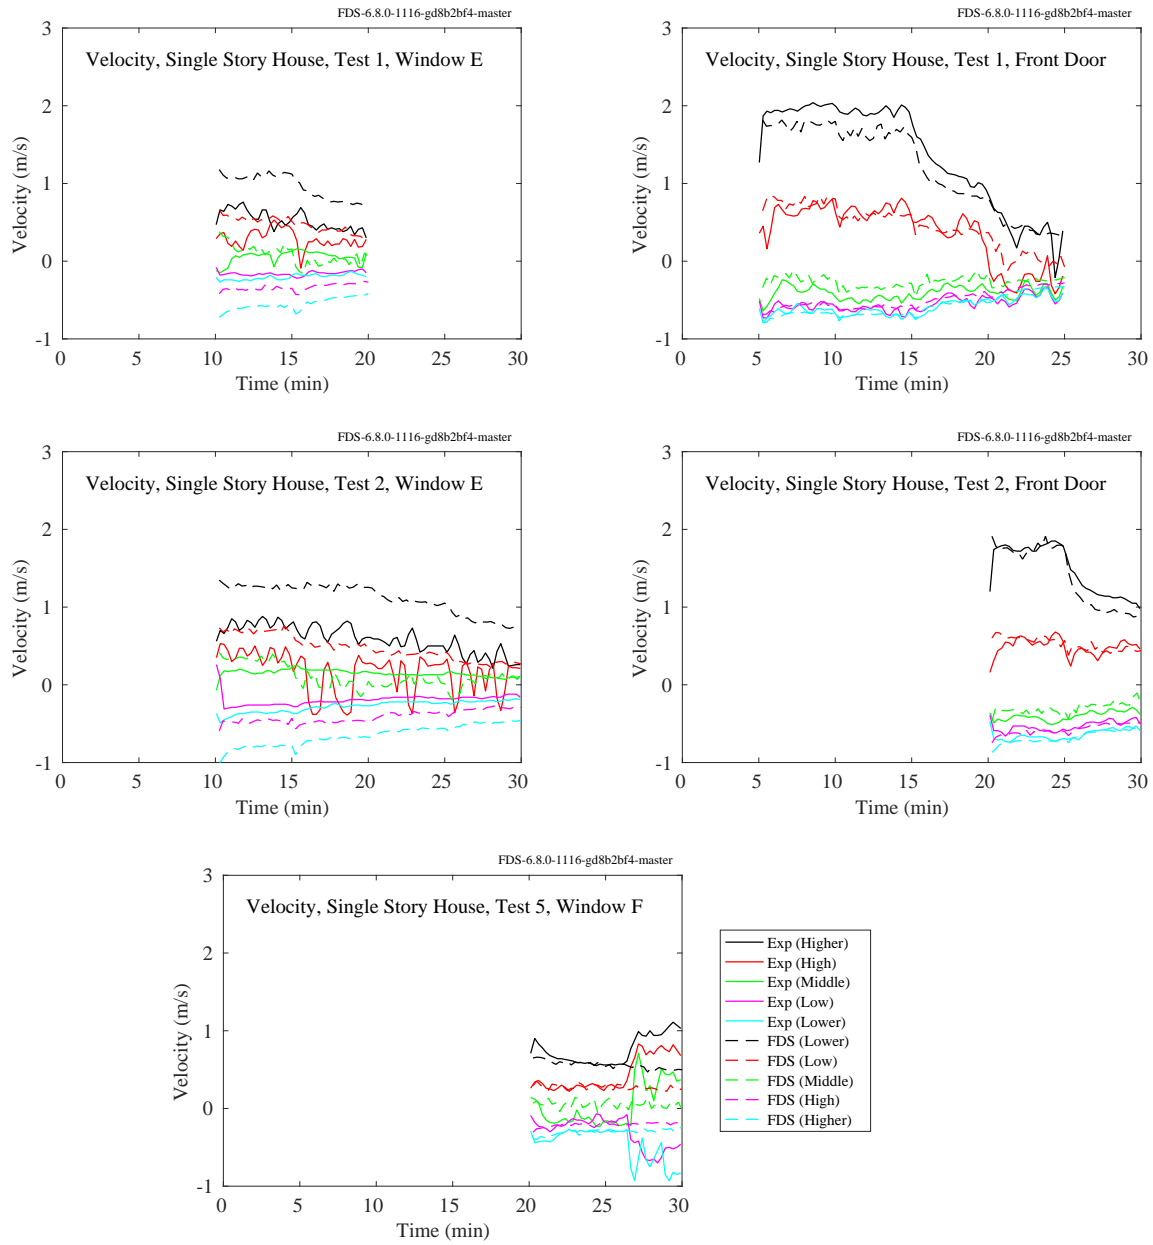 FDS-6.8.0-1116-gd8b2bf4-master
Velocity, Single Story House, Test 1, Window E
3
2
1
0
-1
Velocity (m/s)
0 5 10 15 20 25 30
Time (min)
FDS-6.8.0-1116-gd8b2bf4-master
Velocity, Single Story House, Test 1, Front Door
3
2
1
0
-1
Velocity (m/s)
0 5 10 15 20 25 30
Time (min)
FDS-6.8.0-1116-gd8b2bf4-master
Velocity, Single Story House, Test 2, Window E
3
2
1
0
-1
Velocity (m/s)
0 5 10 15 20 25 30
Time (min)
FDS-6.8.0-1116-gd8b2bf4-master
Velocity, Single Story House, Test 2, Front Door
3
2
1
0
-1
Velocity (m/s)
0 5 10 15 20 25 30
Time (min)
FDS-6.8.0-1116-gd8b2bf4-master
Velocity, Single Story House, Test 5, Window F
3
2
1
0
-1
Velocity (m/s)
0 5 10 15 20 25 30
Time (min)
Exp (Higher)
Exp (High)
Exp (Middle)
Exp (Low)
Exp (Lower)
FDS (Lower)
FDS (Low)
FDS (Middle)
FDS (High)
FDS (Higher)